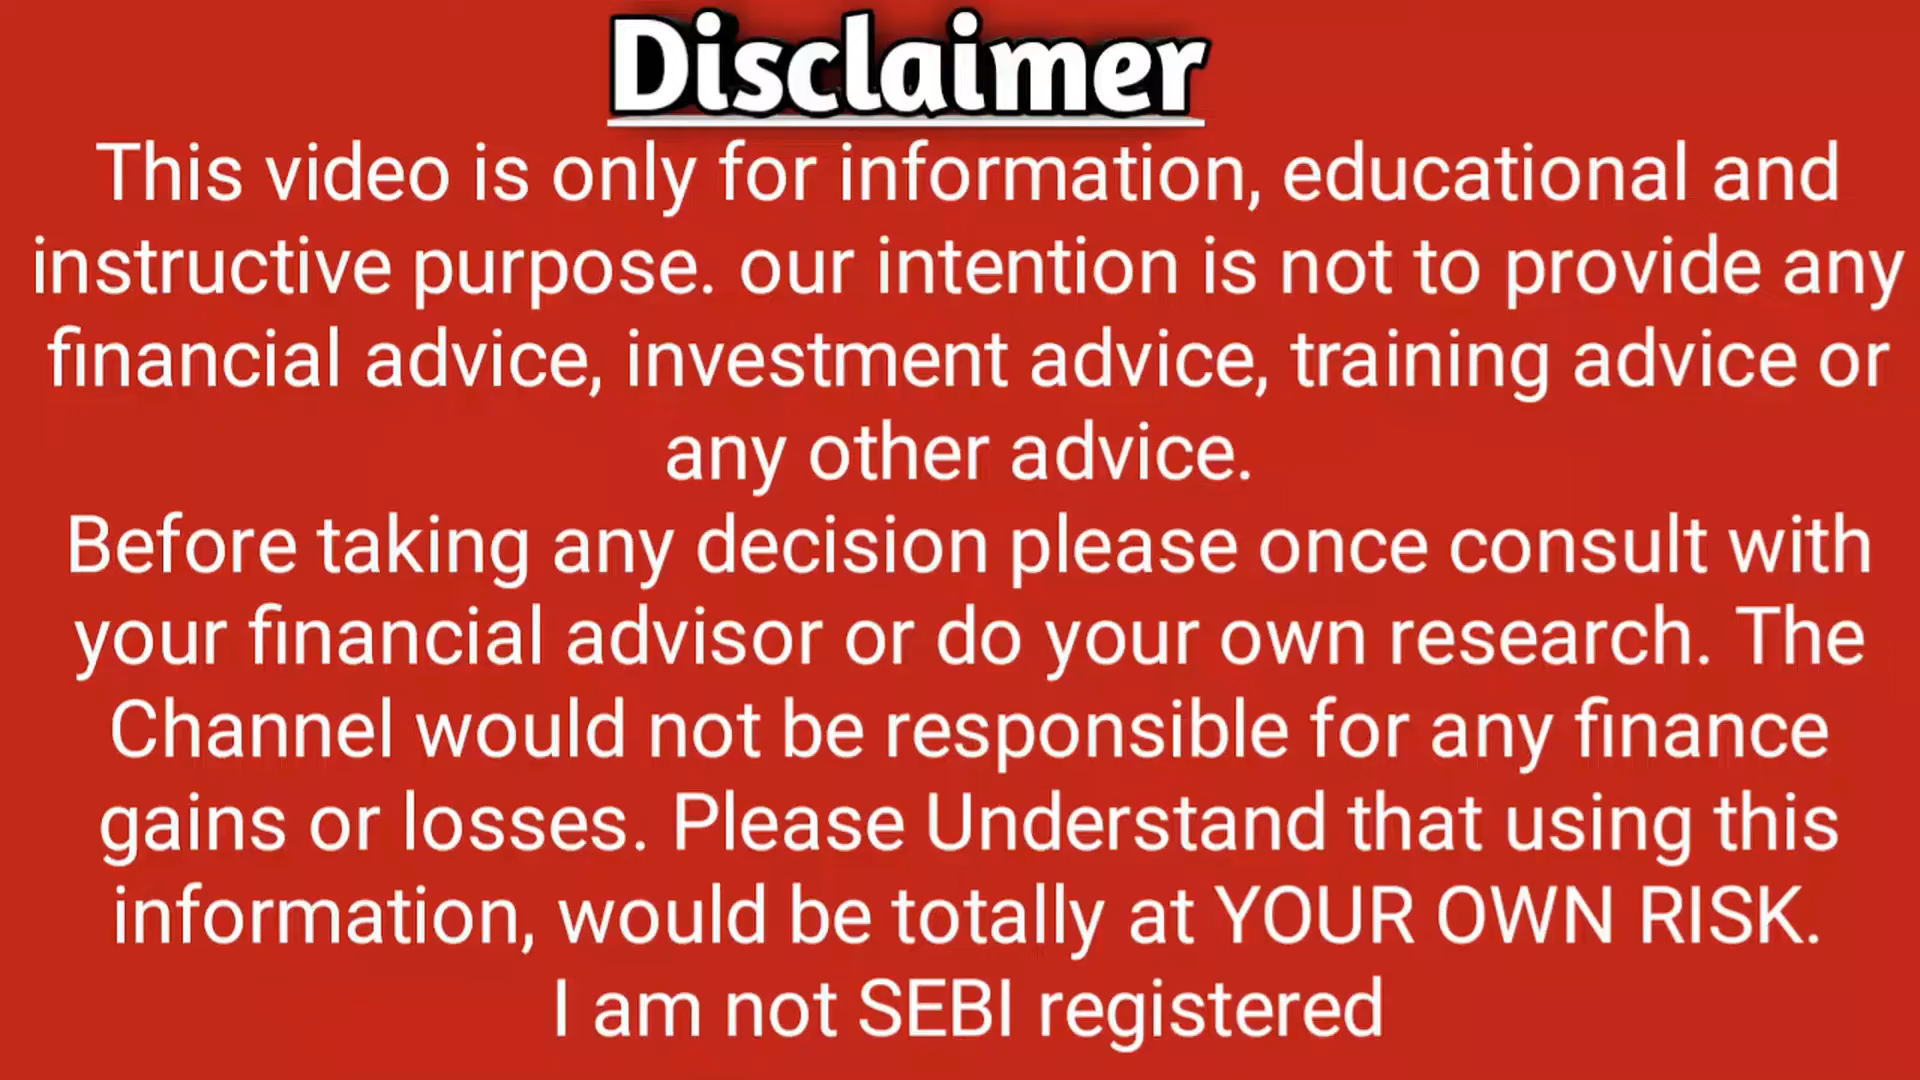 Disclaimer
This video is only for information, educational and
instructive purpose. our intention is not to provide any
financial advice, investment advice, training advice or
any other advice.
Before taking any decision please once consult with
your financial advisor or do your own research. The
Channel would not be responsible for any finance
gains or losses. Please Understand that using this
information, would be totally at YOUR OWN RISK.
I am not SEBI registered